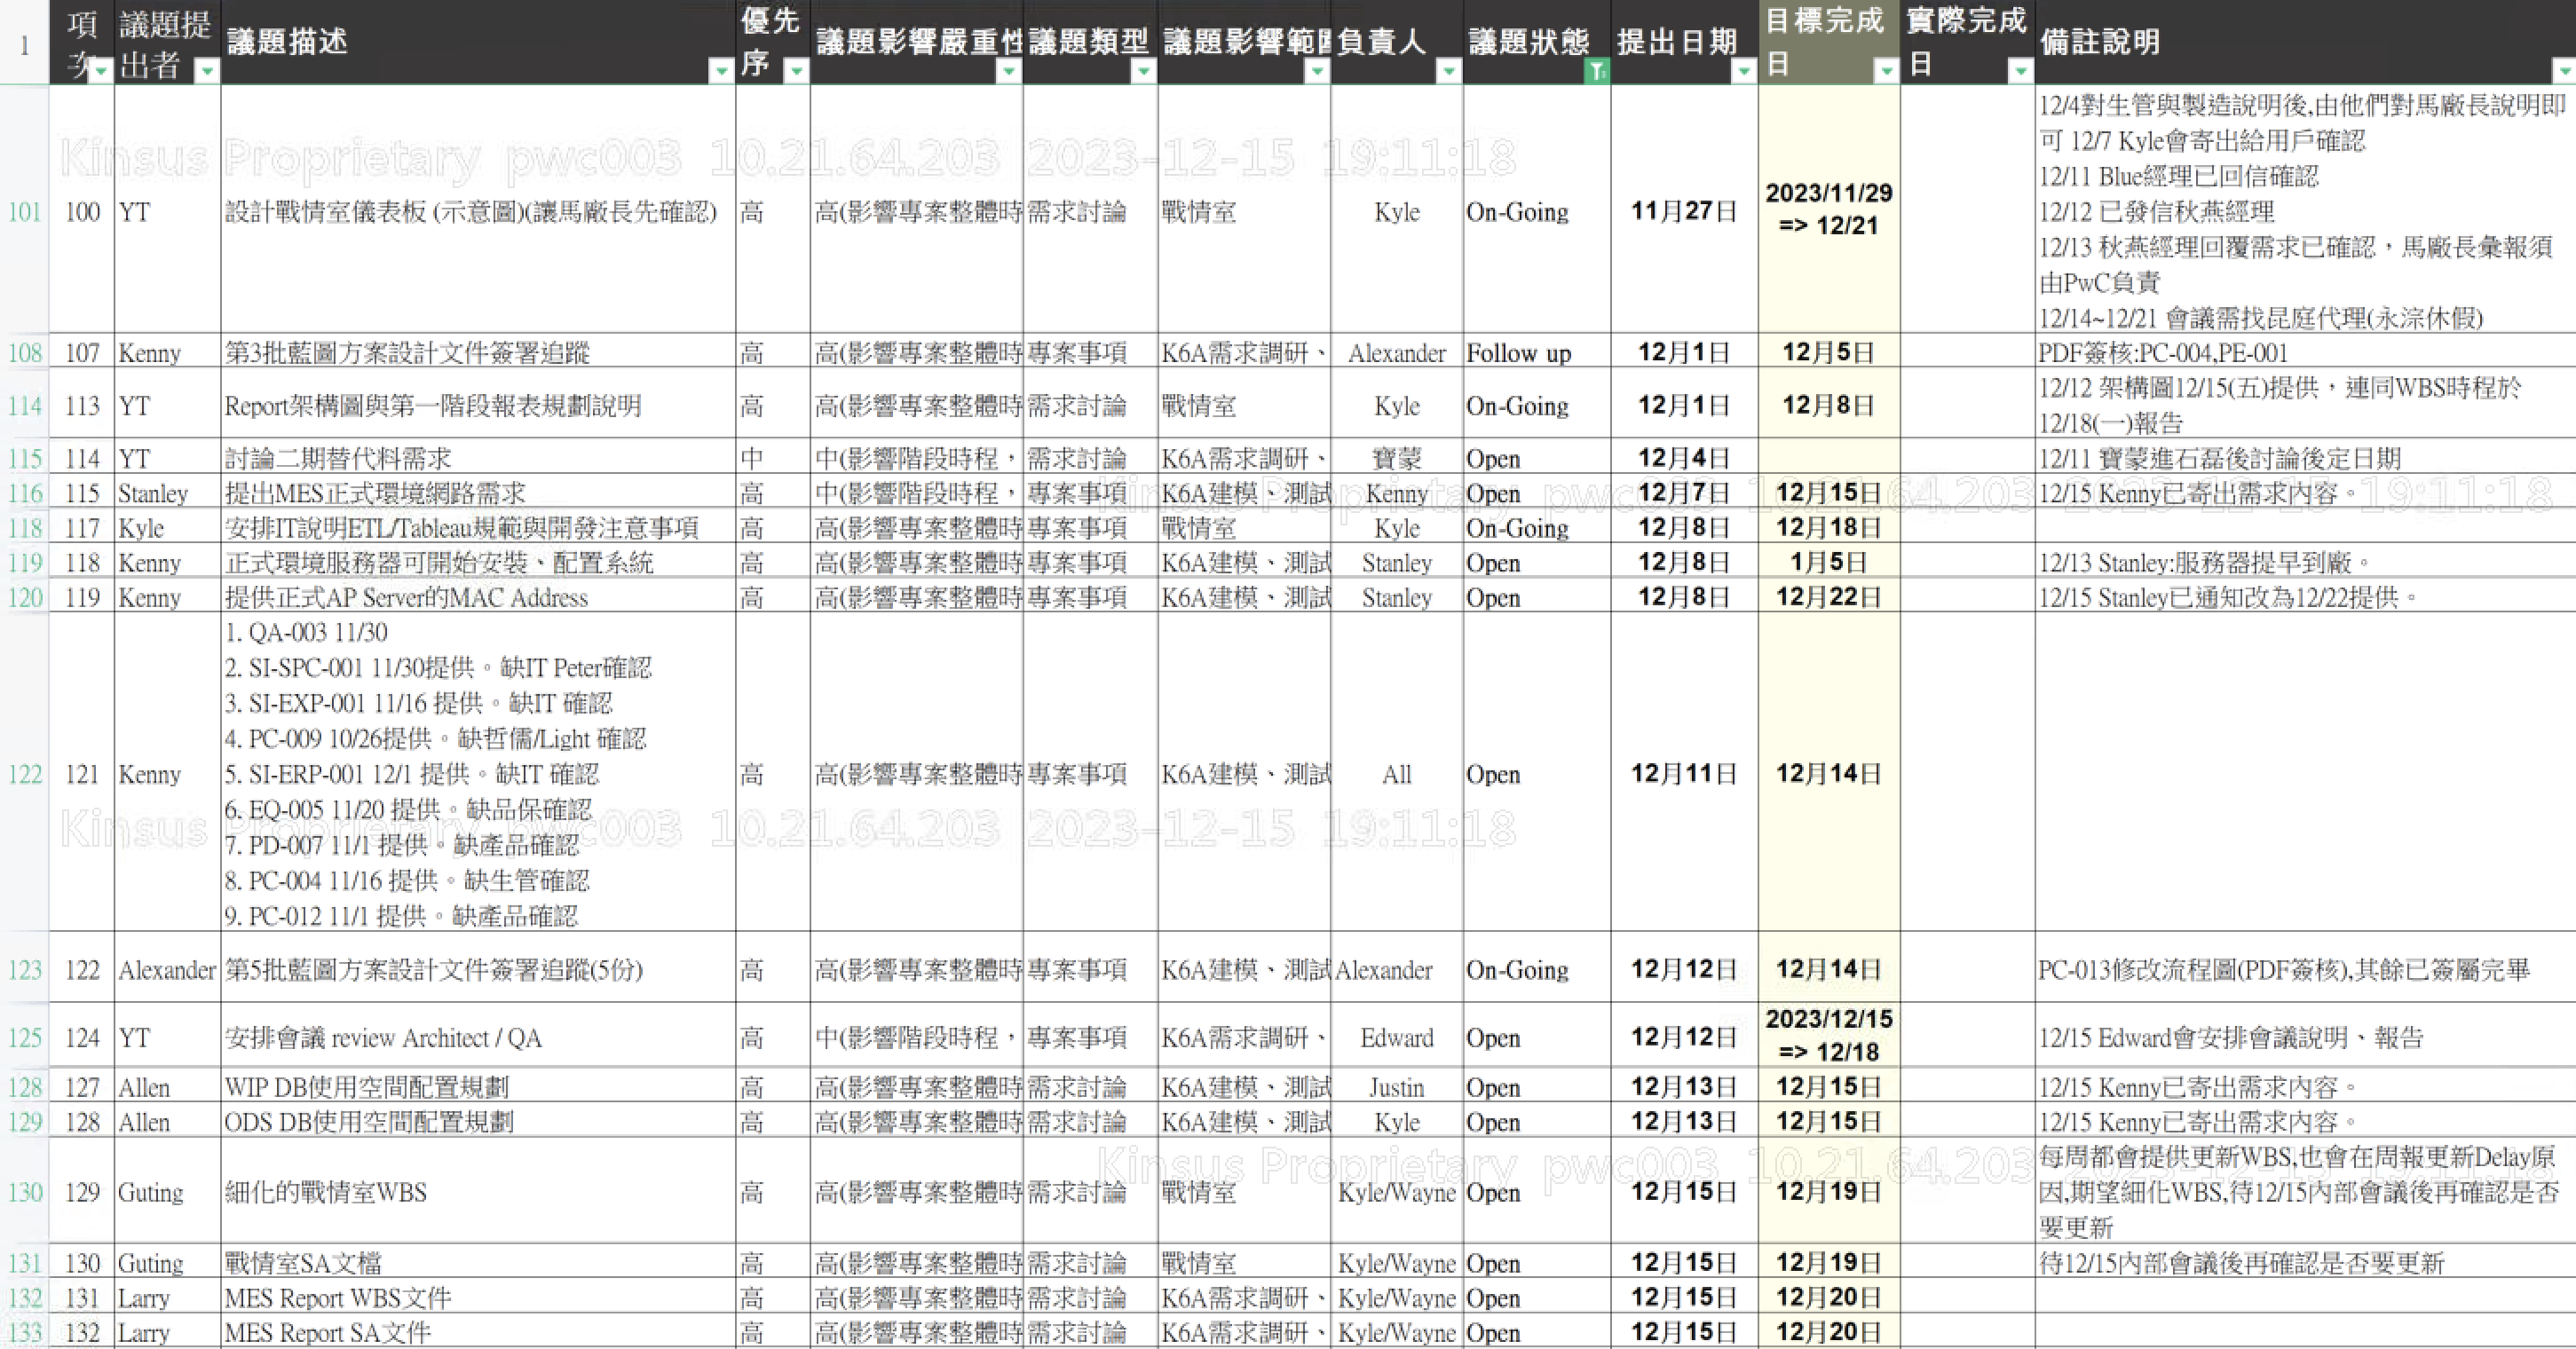 1 項次 議題提出者 議題描述 優先序 議題影響嚴重性 議題類型 議題影響範圍 負責人 議題狀態 提出日期 目標完成日 實際完成日 備註說明
101 100 YT 設計戰情室儀表板 (示意圖)(讓馬廠長先確認) 高 高(影響專案整體時 需求討論 戰情室 Kyle On-Going 11月27日 2023/11/29
=> 12/21
12/4對生管與製造說明後,由他們對馬廠長說明即
可 12/7 Kyle會寄出給用戶確認
12/11 Blue經理已回信確認
12/12 已發信秋燕經理
12/13 秋燕經理回覆需求已確認，馬廠長彙報須
由PwC負責
12/14~12/21 會議需找昆庭代理(永淙休假)
108 107 Kenny 第3批藍圖方案設計文件簽署追蹤 高 高(影響專案整體時 專案事項 K6A需求調研、 Alexander Follow up 12月1日 12月5日 PDF簽核:PC-004,PE-001
114 113 YT Report架構圖與第一階段報表規劃說明 高 高(影響專案整體時 需求討論 戰情室 Kyle On-Going 12月1日 12月8日 12/12 架構圖12/15(五)提供，連同WBS時程於
12/18(一)報告
115 114 YT 討論二期替代料需求 中 中(影響階段時程， 需求討論 K6A需求調研、 寶蒙 Open 12月4日 12/11 寶蒙進石磊後討論後定日期
116 115 Stanley 提出MES正式環境網路需求 高 中(影響階段時程， 專案事項 K6A建模、測試 Kenny Open 12月7日 12月15日 12/15 Kenny已寄出需求內容。
118 117 Kyle 安排IT說明ETL/Tableau規範與開發注意事項 高 高(影響專案整體時 專案事項 戰情室 Kyle On-Going 12月8日 12月18日
119 118 Kenny 正式環境服務器可開始安裝、配置系統 高 高(影響專案整體時 專案事項 K6A建模、測試 Stanley Open 12月8日 1月5日 12/13 Stanley:服務器提早到廠。
120 119 Kenny 提供正式AP Server的MAC Address 高 高(影響專案整體時 專案事項 K6A建模、測試 Stanley Open 12月8日 12月22日 12/15 Stanley已通知改為12/22提供。
122 121 Kenny 1. QA-003 11/30
2. SI-SPC-001 11/30提供。缺IT Peter確認
3. SI-EXP-001 11/16 提供。缺IT 確認
4. PC-009 10/26提供。缺哲儒/Light 確認
5. SI-ERP-001 12/1 提供。缺IT 確認
6. EQ-005 11/20 提供。缺品保確認
7. PD-007 11/1 提供。缺產品確認
8. PC-004 11/16 提供。缺生管確認
9. PC-012 11/1 提供。缺產品確認
高 高(影響專案整體時 專案事項 K6A建模、測試 All Open 12月11日 12月14日
123 122 Alexander 第5批藍圖方案設計文件簽署追蹤(5份) 高 高(影響專案整體時 專案事項 K6A建模、測試 Alexander On-Going 12月12日 12月14日 PC-013修改流程圖(PDF簽核),其餘已簽屬完畢
125 124 YT 安排會議 review Architect / QA 高 中(影響階段時程， 專案事項 K6A需求調研、 Edward Open 12月12日 2023/12/15
=> 12/18
12/15 Edward會安排會議說明、報告
128 127 Allen WIP DB使用空間配置規劃 高 高(影響專案整體時 需求討論 K6A建模、測試 Justin Open 12月13日 12月15日 12/15 Kenny已寄出需求內容。
129 128 Allen ODS DB使用空間配置規劃 高 高(影響專案整體時 需求討論 K6A建模、測試 Kyle Open 12月13日 12月15日 12/15 Kenny已寄出需求內容。
130 129 Guting 細化的戰情室WBS 高 高(影響專案整體時 需求討論 戰情室 Kyle/Wayne Open 12月15日 12月19日 每周都會提供更新WBS,也會在周報更新Delay原
因,期望細化WBS,待12/15內部會議後再確認是否
要更新
131 130 Guting 戰情室SA文檔 高 高(影響專案整體時 需求討論 戰情室 Kyle/Wayne Open 12月15日 12月19日 待12/15內部會議後再確認是否要更新
132 131 Larry MES Report WBS文件 高 高(影響專案整體時 需求討論 K6A需求調研、 Kyle/Wayne Open 12月15日 12月20日
133 132 Larry MES Report SA文件 高 高(影響專案整體時 需求討論 K6A需求調研、 Kyle/Wayne Open 12月15日 12月20日
Kinsus Proprietary pwc003 10.21.64.203 2023-12-15 19:11:18
Kinsus Proprietary pwc003 10.21.64.203 2023-12-15 19:11:18
Kinsus Proprietary pwc003 10.21.64.203 2023-12-15 19:11:18
Kinsus Proprietary pwc003 10.21.64.203